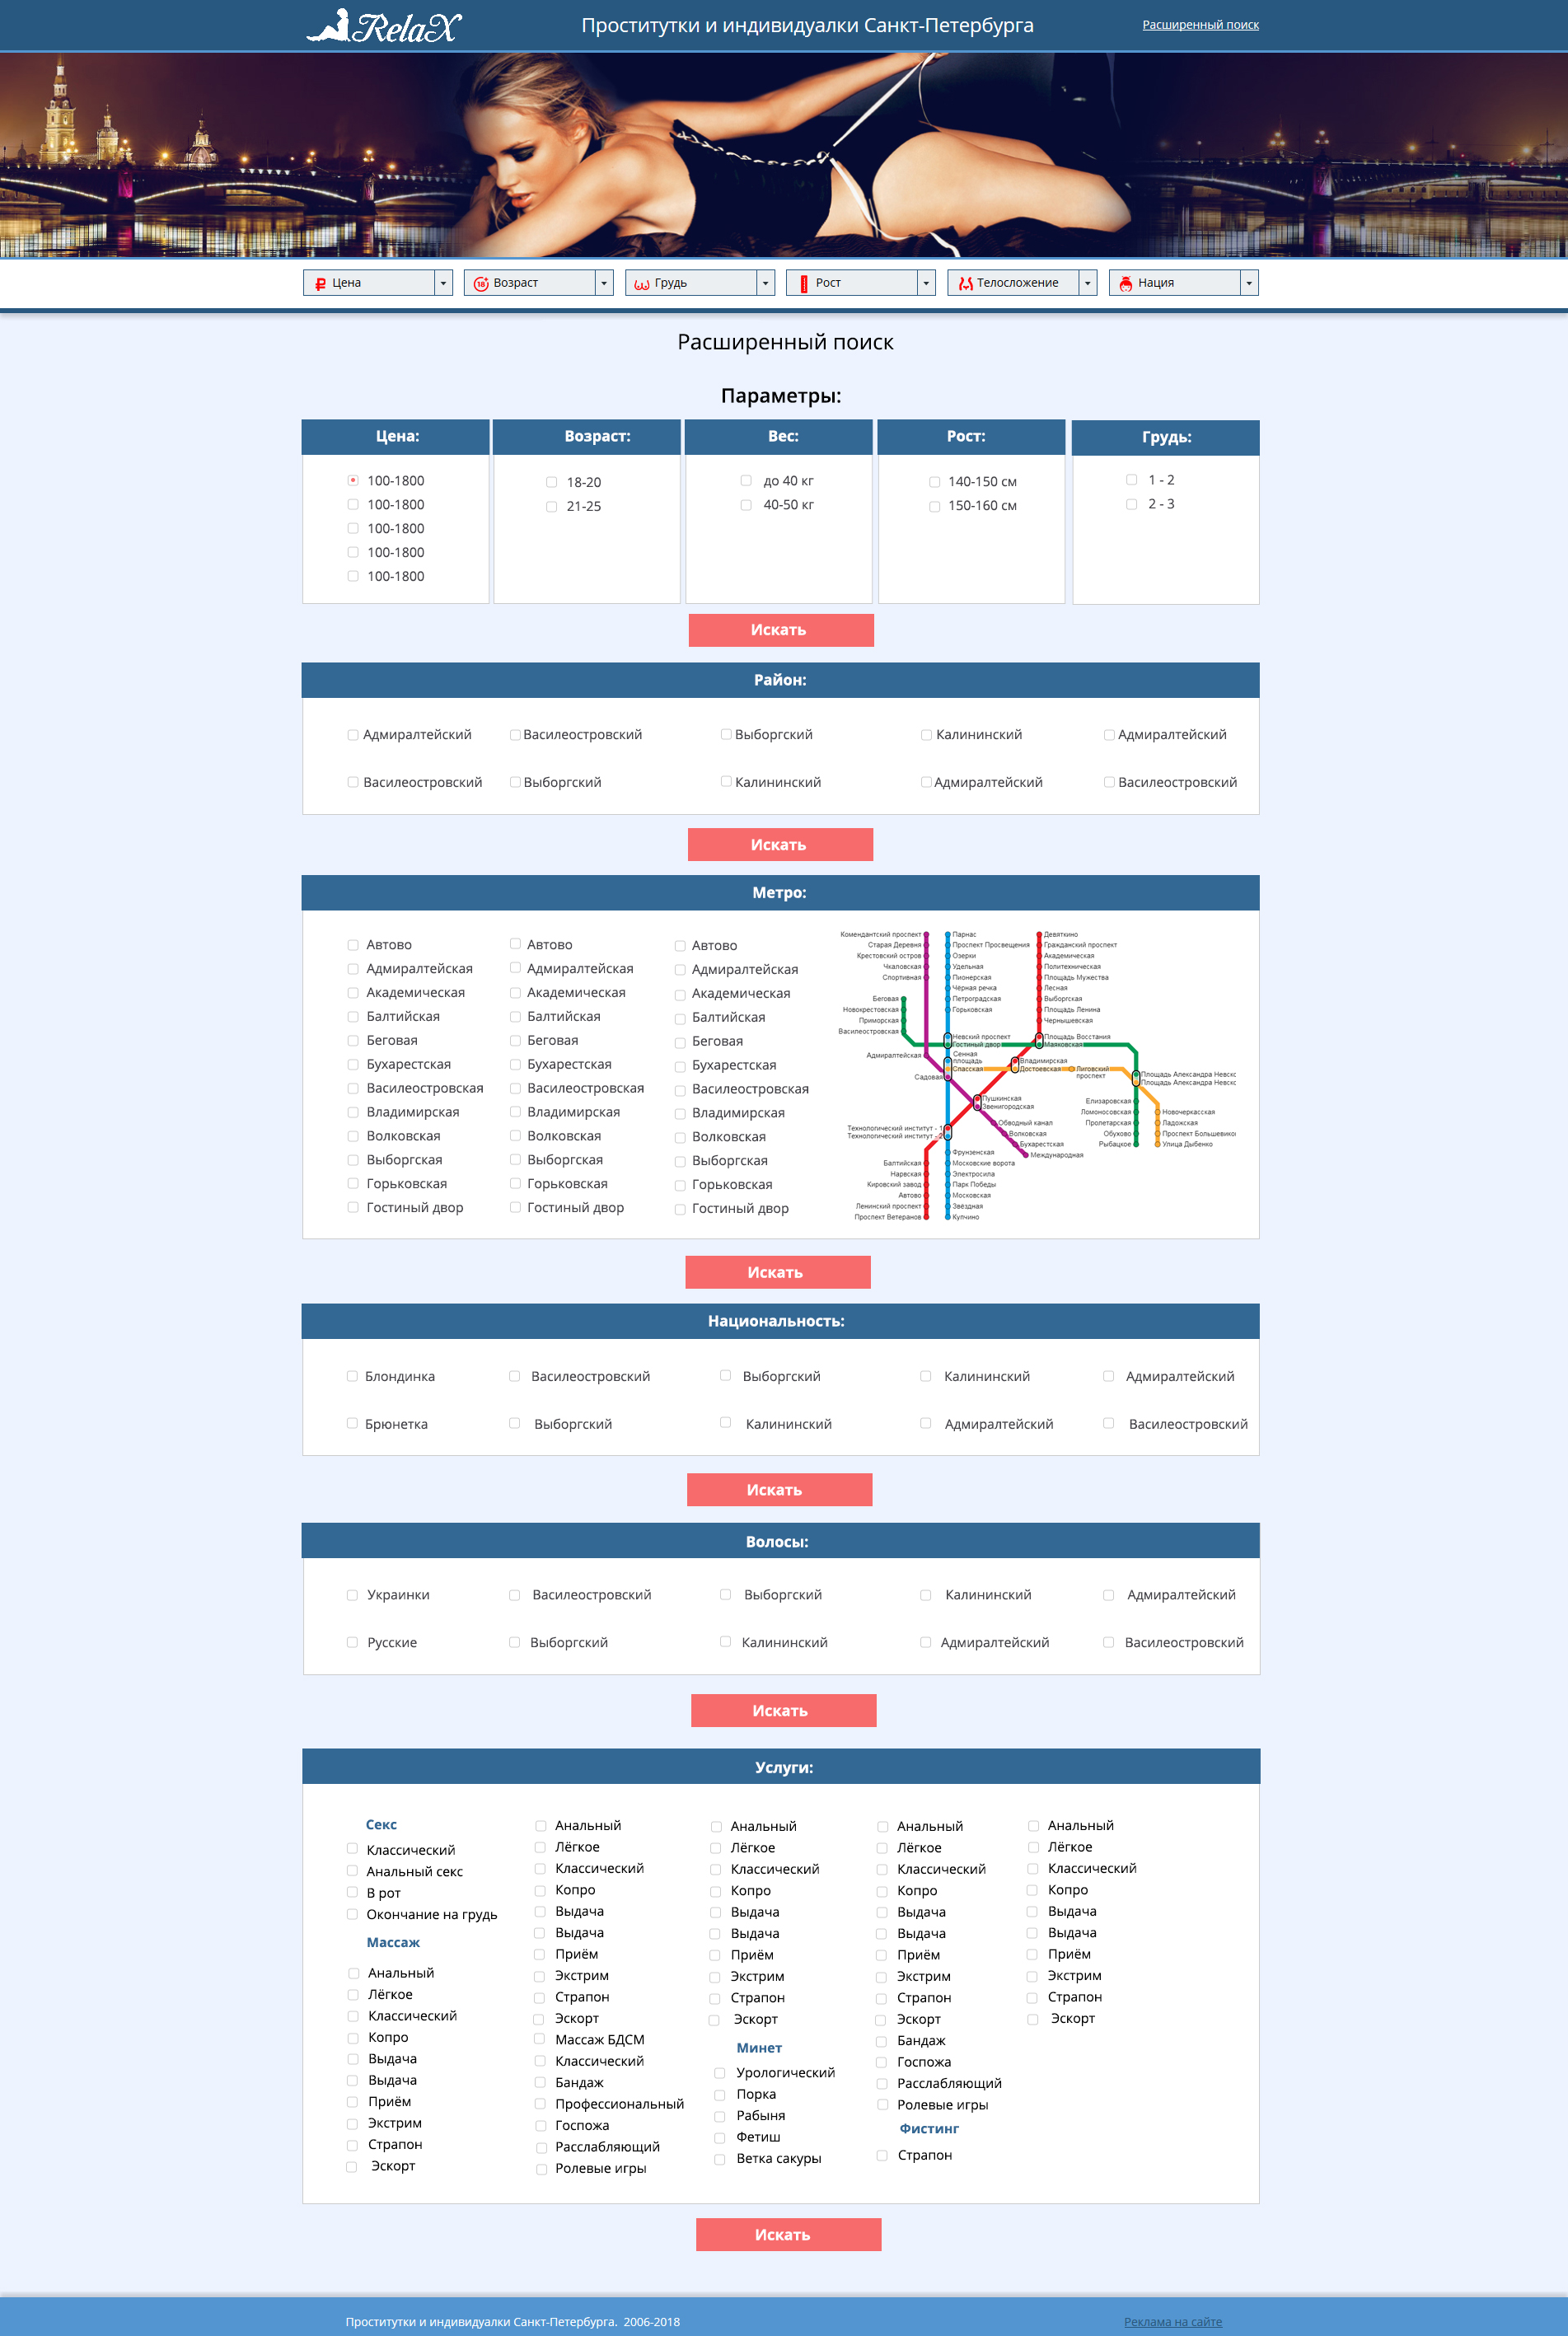 RelaX
Проститутки и индивидуалки Санкт-Петербурга
Расширенный поиск
Цена
18 Возраст
Грудь
Рост
Телосложение
Нация
Расширенный поиск
Параметры:
Цена:
100-1800
100-1800
100-1800
100-1800
100-1800
Возраст:
18-20
21-25
Вес:
до 40 кг
40-50 кг
Рост:
140-150 см
150-160 см
Грудь:
1 - 2
2 - 3
Искать
Район:
Адмиралтейский Василеостровский Выборгский Калининский Адмиралтейский
Василеостровский Выборгский Калининский Адмиралтейский Василеостровский
Искать
Метро:
Автово
Адмиралтейская
Академическая
Балтийская
Беговая
Бухарестская
Василеостровская
Владимирская
Волковская
Выборгская
Горьковская
Гостиный двор
Автово
Адмиралтейская
Академическая
Балтийская
Беговая
Бухарестская
Василеостровская
Владимирская
Волковская
Выборгская
Горьковская
Гостиный двор
Автово
Адмиралтейская
Академическая
Балтийская
Беговая
Бухарестская
Василеостровская
Владимирская
Волковская
Выборгская
Горьковская
Гостиный двор
Комендантский проспект
Старая Деревня
Крестовский остров
Чкаловская
Спортивная
Беговая
Новокрестовская
Приморская
Василеостровская
Адмиралтейская
Садовая
Технологический институт - 1
Технологический институт - 2
Балтийская
Нарвская
Кировский завод
Автово
Ленинский проспект
Проспект Ветеранов
Парнас
Проспект Просвещения
Озерки
Удельная
Пионерская
Чёрная речка
Петроградская
Горьковская
Невский проспект
Гостиный двор
Сенная
площадь
Спасская
Фрунзенская
Московские ворота
Электросила
Парк Победы
Московская
Звёздная
Купчино
Девяткино
Гражданский проспект
Академическая
Политехническая
Площадь Мужества
Лесная
Выборгская
Площадь Ленина
Чернышевская
Площадь Восстания
Маяковская
Владимирская
Достоевская
Лиговский
проспект
Пушкинская
Звенигородская
Обводный канал
Волковская
Бухарестская
Международная
Площадь Александра Невск
Площадь Александра Невск
Елизаровская
Ломоносовская
Пролетарская
Обухово
Рыбацкое
Новочеркасская
Ладожская
Проспект Большевико
Улица Дыбенко
Искать
Национальность:
Блондинка Василеостровский Выборгский Калининский Адмиралтейский
Брюнетка Выборгский Калининский Адмиралтейский Василеостровский
Искать
Волосы:
Украинки Василеостровский Выборгский Калининский Адмиралтейский
Русские Выборгский Калининский Адмиралтейский Василеостровский
Искать
Услуги:
Секс
Классический
Анальный секс
В рот
Окончание на грудь
Массаж
Анальный
Лёгкое
Классический
Копро
Выдача
Выдача
Приём
Экстрим
Страпон
Эскорт
Анальный
Лёгкое
Классический
Копро
Выдача
Выдача
Приём
Экстрим
Страпон
Эскорт
Массаж БДСМ
Классический
Бандаж
Профессиональный
Госпожа
Расслабляющий
Ролевые игры
Анальный
Лёгкое
Классический
Копро
Выдача
Выдача
Приём
Экстрим
Страпон
Эскорт
Минет
Урологический
Порка
Рабыня
Фетиш
Ветка сакуры
Анальный
Лёгкое
Классический
Копро
Выдача
Выдача
Приём
Экстрим
Страпон
Эскорт
Бандаж
Госпожа
Расслабляющий
Ролевые игры
Фистинг
Страпон
Анальный
Лёгкое
Классический
Копро
Выдача
Выдача
Приём
Экстрим
Страпон
Эскорт
Искать
Проститутки и индивидуалки Санкт-Петербурга. 2006-2018
Реклама на сайте